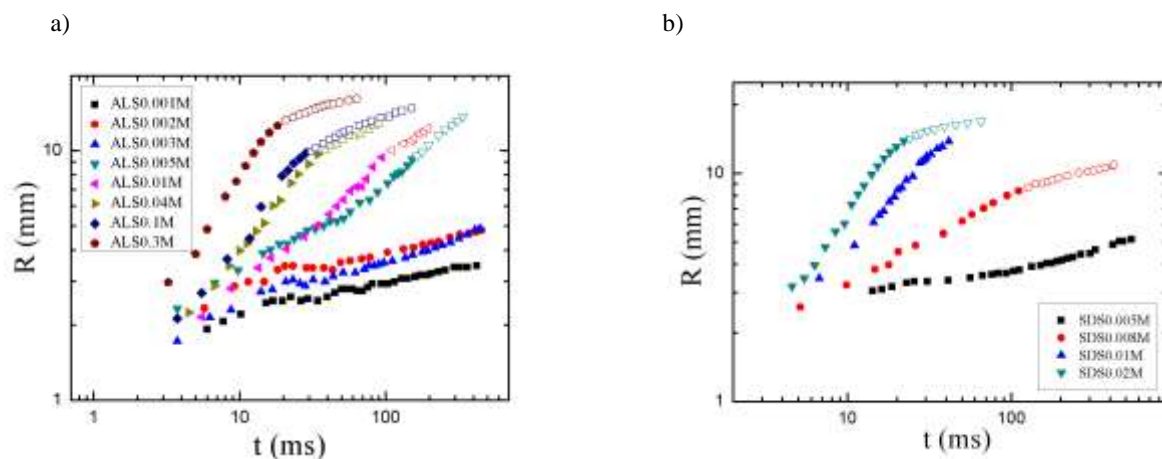 a)
10
1
R (mm)
ALS0.001M
ALS0.002M
ALS0.003M
ALS0.005M
ALS0.01M
ALS0.04M
ALS0.1M
ALS0.3M
1
10
100
t (ms)
b)
10
1
R (mm)
SDS0.005M
SDS0.008M
SDS0.01M
SDS0.02M
10
100
t (ms)